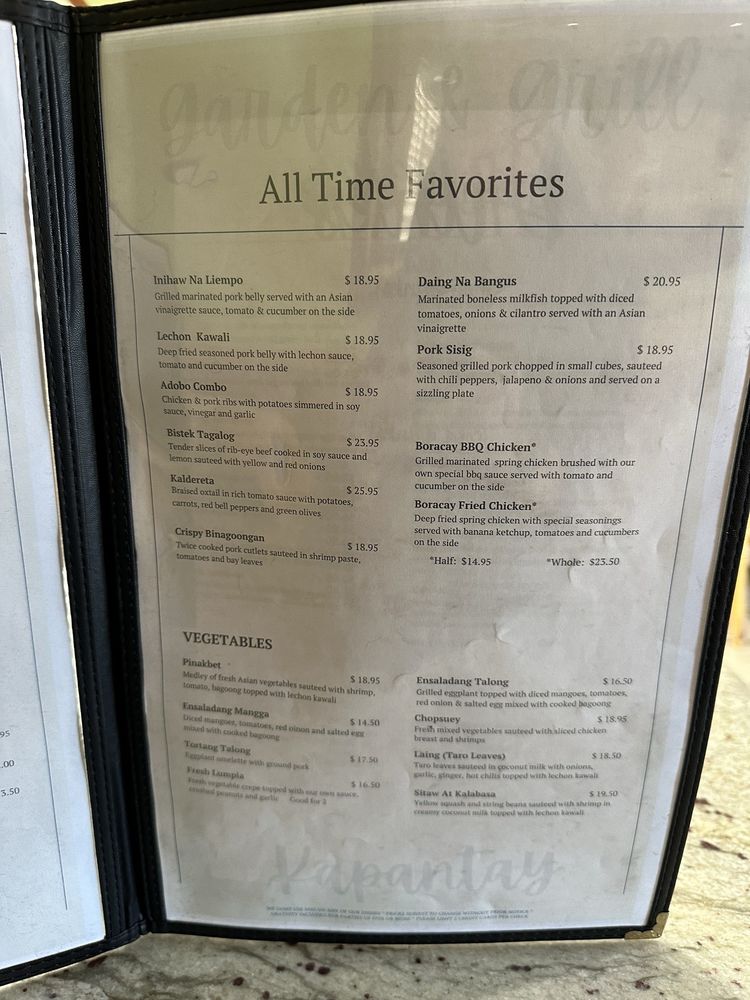 garden & grill
All Time Favorites
Inihaw Na Liempo $ 18.95
Grilled marinated pork belly served with an Asian
vinaigrette sauce, tomato & cucumber on the side
Lechon Kawali $ 18.95
Deep fried seasoned pork belly with lechon sauce,
tomato and cucumber on the side
Adobo Combo $ 18.95
Chicken & pork ribs with potatoes simmered in soy
sauce, vinegar and garlic
Bistek Tagalog $ 23.95
Tender slices of rib-eye beef cooked in soy sauce and
lemon sauteed with yellow and red onions
Kaldereta $ 25.95
Braised oxtail in rich tomato sauce with potatoes,
carrots, red bell peppers and green olives
Crispy Binagoongan $ 18.95
Twice cooked pork cutlets sauteed in shrimp paste,
tomatoes and bay leaves
Daing Na Bangus $ 20.95
Marinated boneless milkfish topped with diced
tomatoes, onions & cilantro served with an Asian
vinaigrette
Pork Sisig $ 18.95
Seasoned grilled pork chopped in small cubes, sauteed
with chili peppers, jalapeno & onions and served on a
sizzling plate
Boracay BBQ Chicken*
Grilled marinated spring chicken brushed with our
own special bbq sauce served with tomato and
cucumber on the side
Boracay Fried Chicken*
Deep fried spring chicken with special seasonings
served with banana ketchup, tomatoes and cucumbers
on the side
*Half: $14.95 *Whole: $23.50
VEGETABLES
Pinakbet $ 18.95
Medley of fresh Asian vegetables sauteed with shrimp,
tomato, bagoong topped with lechon kawali
Ensaladang Mangga $ 14.50
Diced mangoes, tomatoes, red oinon and salted egg
mixed with cooked bagoong
Tortang Talong $ 17.50
Eggplant omelette with ground pork
Fresh Lumpia $ 16.50
Fresh vegetable crepe topped with our own sauce,
crushed peanuts and garlic Good for 2
Ensaladang Talong $ 16.50
Grilled eggplant topped with diced mangoes, tomatoes,
red onion & salted egg mixed with cooked bagoong
Chopsuey $ 18.95
Fresh mixed vegetables sauteed with sliced chicken
breast and shrimps
Laing (Taro Leaves) $ 18.50
Taro leaves sauteed in coconut milk with onions,
garlic, ginger, hot chilis topped with lechon kawali
Sitaw At Kalabasa $ 19.50
Yellow squash and string beans sauteed with shrimp in
creamy coconut milk topped with lechon kawali
Kapantay
95
.00
3.50